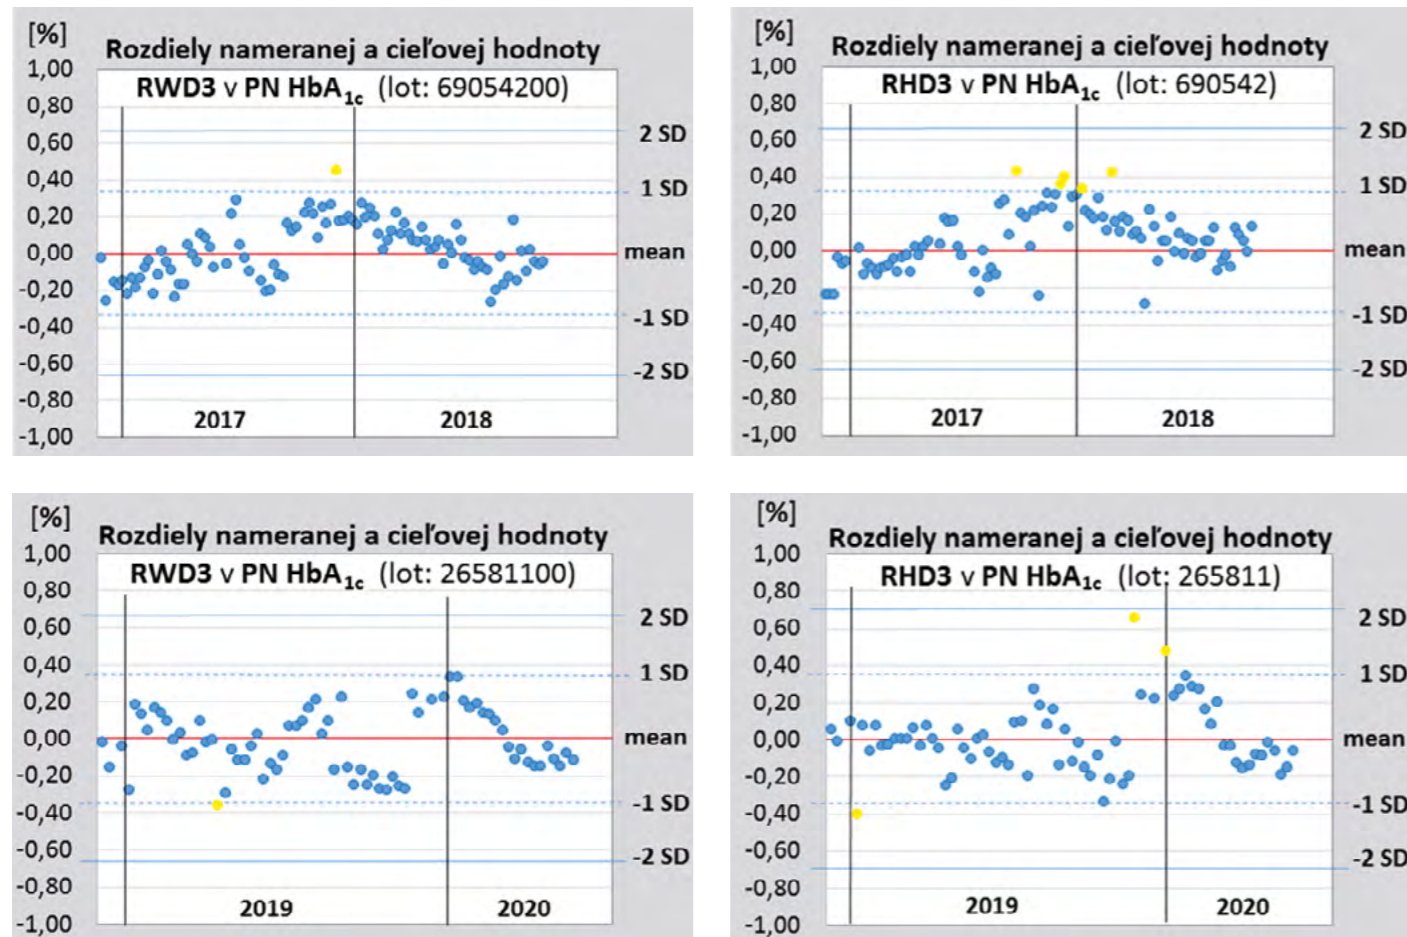 [%]
Rozdiely nameranej a cieľovej hodnoty
RWD3 v PN HbA1c (lot: 69054200)
1,00
0,80
0,60
0,40
0,20
0,00
-0,20
-0,40
-0,60
-0,80
-1,00
2 SD
1 SD
mean
-1 SD
-2 SD
2017 2018
[%]
Rozdiely nameranej a cieľovej hodnoty
RHD3 v PN HbA1c (lot: 690542)
1,00
0,80
0,60
0,40
0,20
0,00
-0,20
-0,40
-0,60
-0,80
-1,00
2 SD
1 SD
mean
-1 SD
-2 SD
2017 2018
[%]
Rozdiely nameranej a cieľovej hodnoty
RWD3 v PN HbA1c (lot: 26581100)
1,00
0,80
0,60
0,40
0,20
0,00
-0,20
-0,40
-0,60
-0,80
-1,00
2 SD
1 SD
mean
-1 SD
-2 SD
2019 2020
[%]
Rozdiely nameranej a cieľovej hodnoty
RHD3 v PN HbA1c (lot: 265811)
1,00
0,80
0,60
0,40
0,20
0,00
-0,20
-0,40
-0,60
-0,80
-1,00
2 SD
1 SD
mean
-1 SD
-2 SD
2019 2020